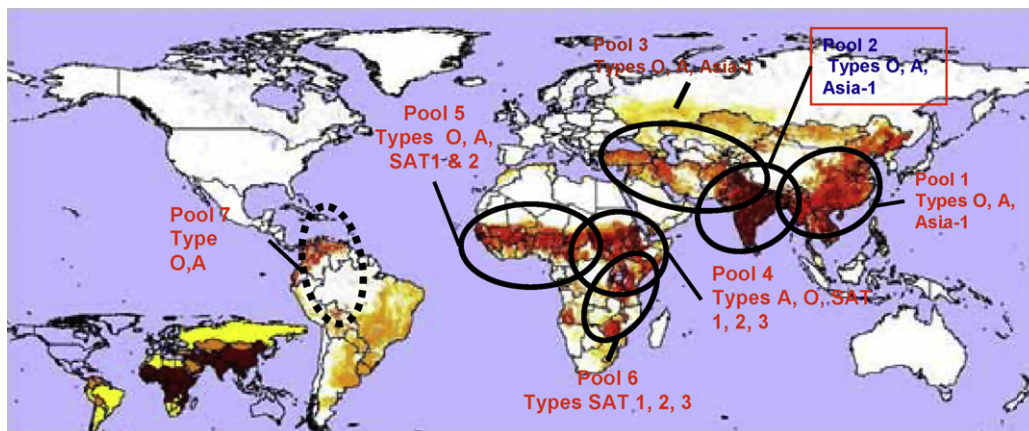 Pool 3
Types O, A, Asia-1
Pool 2
Types O, A,
Asia-1
Pool 5
Types O, A,
SAT1 & 2
Pool 1
Types O, A,
Asia-1
Pool 7
Type
O,A
Pool 4
Types A, O, SAT
1, 2, 3
Pool 6
Types SAT 1, 2, 3